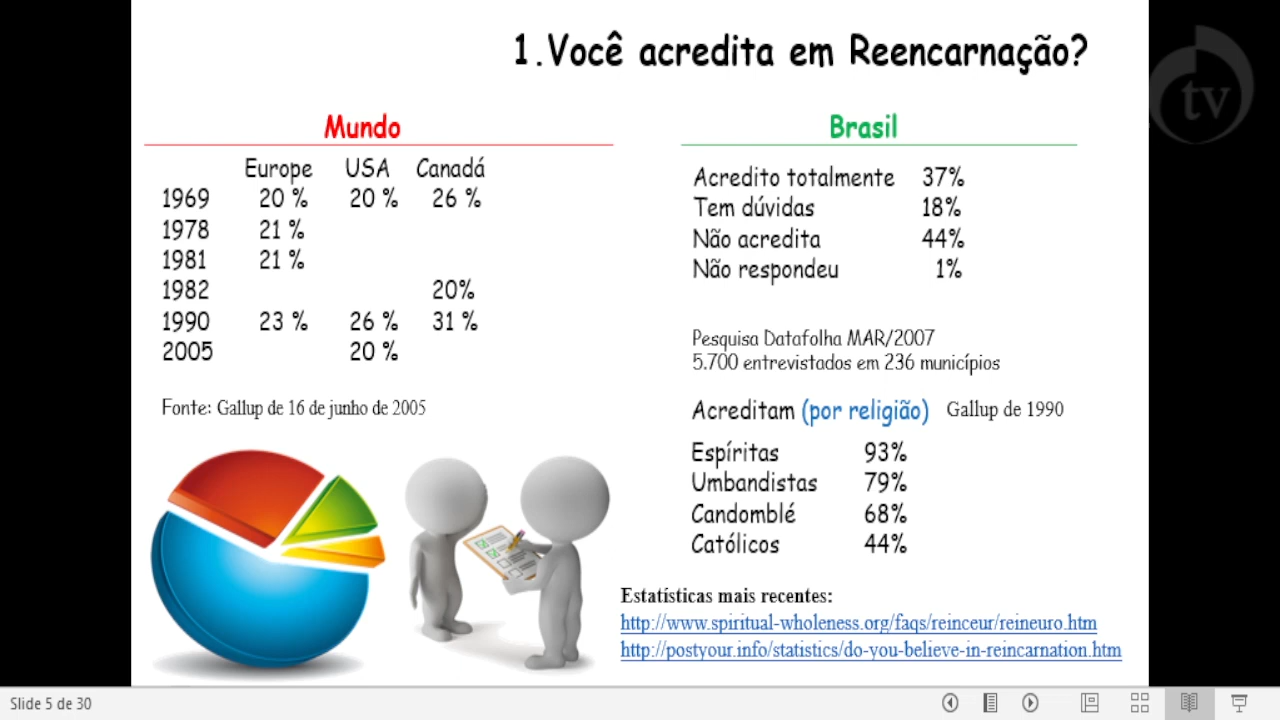 1.Você acredita em Reencarnação?
tv
Mundo
Europe USA Canadá
1969 20 % 20 % 26 %
1978 21 %
1981 21 %
1982 20%
1990 23 % 26 % 31 %
2005 20 %
Fonte: Gallup de 16 de junho de 2005
Brasil
Acredito totalmente 37%
Tem dúvidas 18%
Não acredita 44%
Não respondeu 1%
Pesquisa Datafolha MAR/2007
5.700 entrevistados em 236 municípios
Acreditam (por religião) Gallup de 1990
Espíritas 93%
Umbandistas 79%
Candomblé 68%
Católicos 44%
Estatísticas mais recentes:
http://www.spiritual-wholeness.org/faqs/reinceur/reineuro.htm
http://postyour.info/statistics/do-you-believe-in-reincarnation.htm
Slide 5 de 30